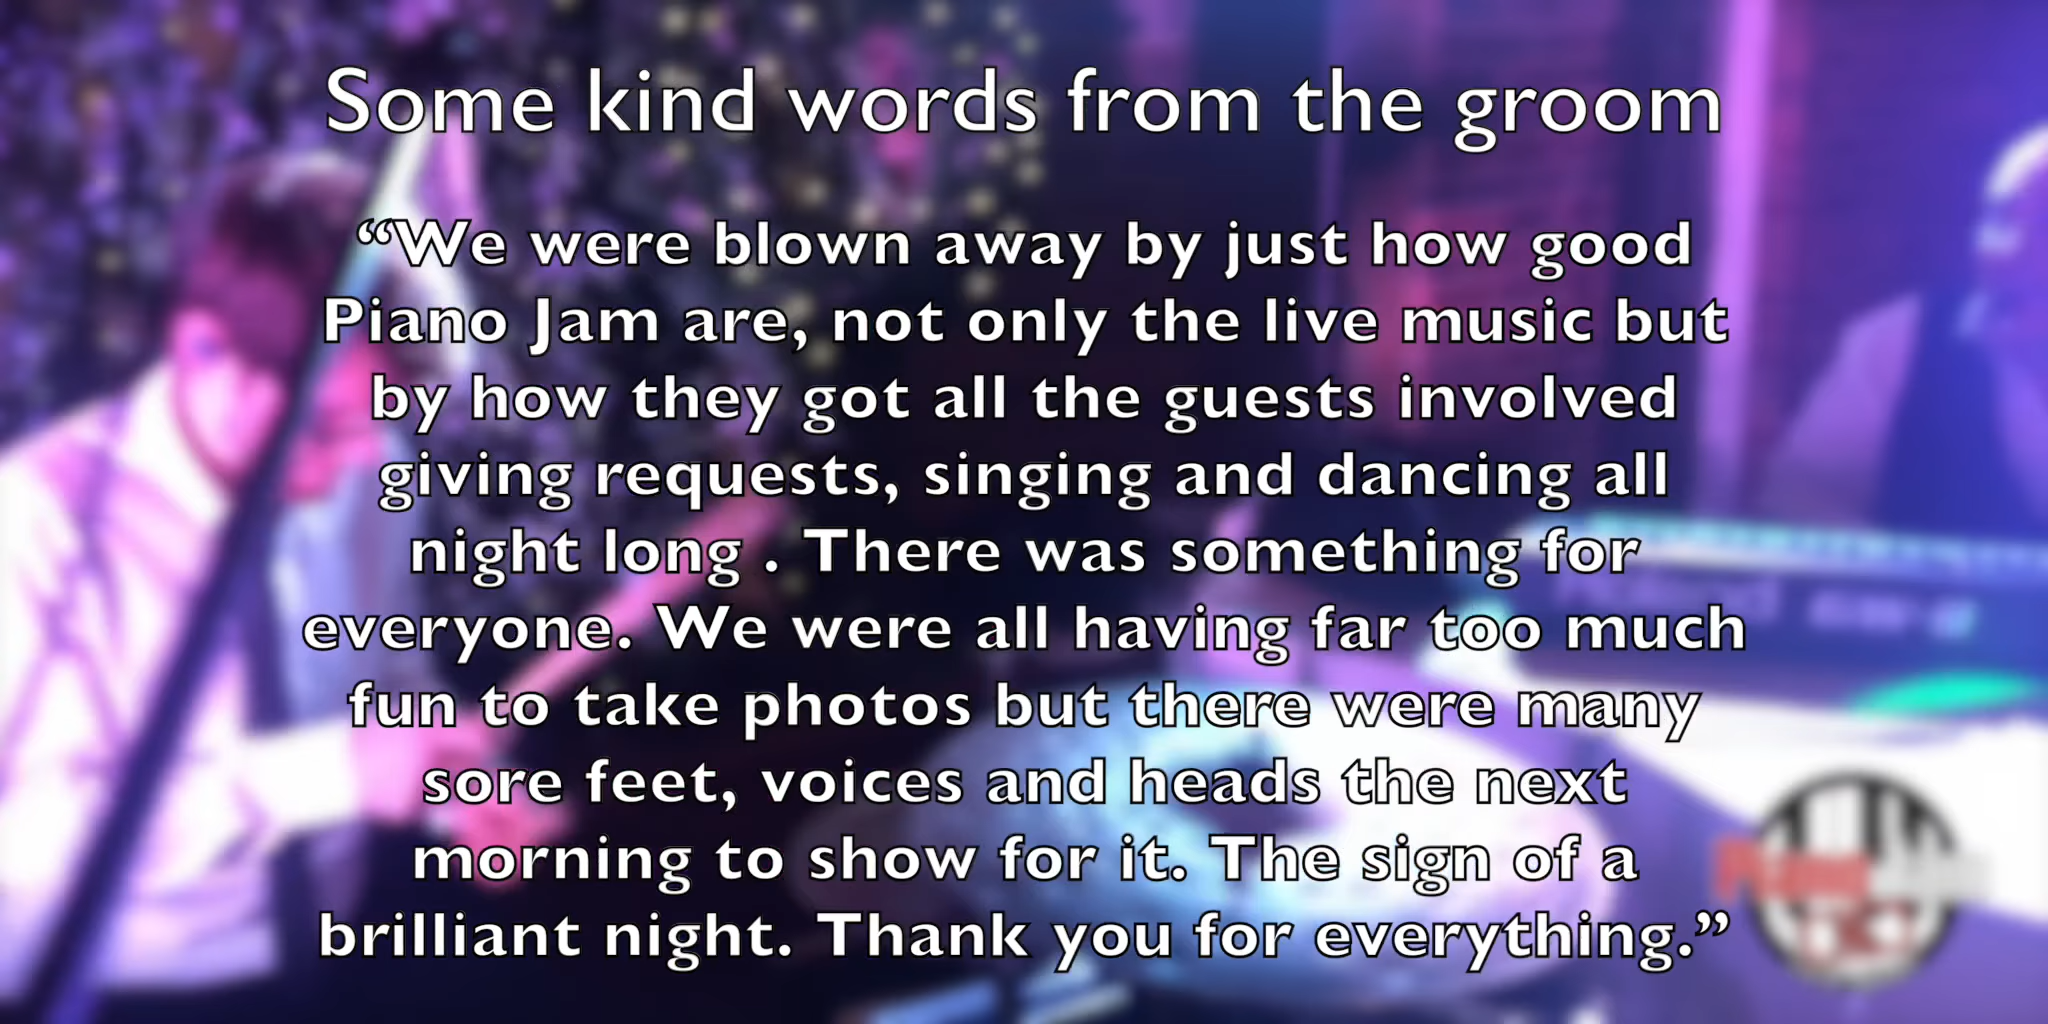 Some kind words from the groom
“We were blown away by just how good
Piano Jam are, not only the live music but
by how they got all the guests involved
giving requests, singing and dancing all
night long . There was something for
everyone. We were all having far too much
fun to take photos but there were many
sore feet, voices and heads the next
morning to show for it. The sign of a
brilliant night. Thank you for everything.”